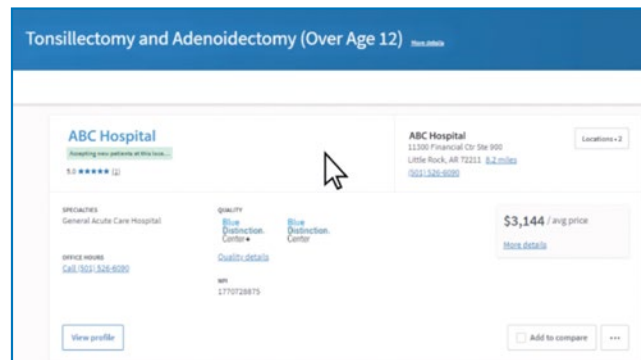 Tonsillectomy and Adenoidectomy (Over Age 12) More details
ABC Hospital
Accepting new patients at this loca...
5.0 ★★★★★ (1)
ABC Hospital
11300 Financial Ctr Ste 900
Little Rock, AR 72211 8.2 miles
(501) 526-6090
Locations • 2
SPECIALTIES
General Acute Care Hospital
OFFICE HOURS
Call (501) 526-6090
QUALITY
Blue
Distinction.
Center+
Blue
Distinction.
Center
Quality details
NPI
1770728875
$3,144 / avg price
More details
View profile
Add to compare
...